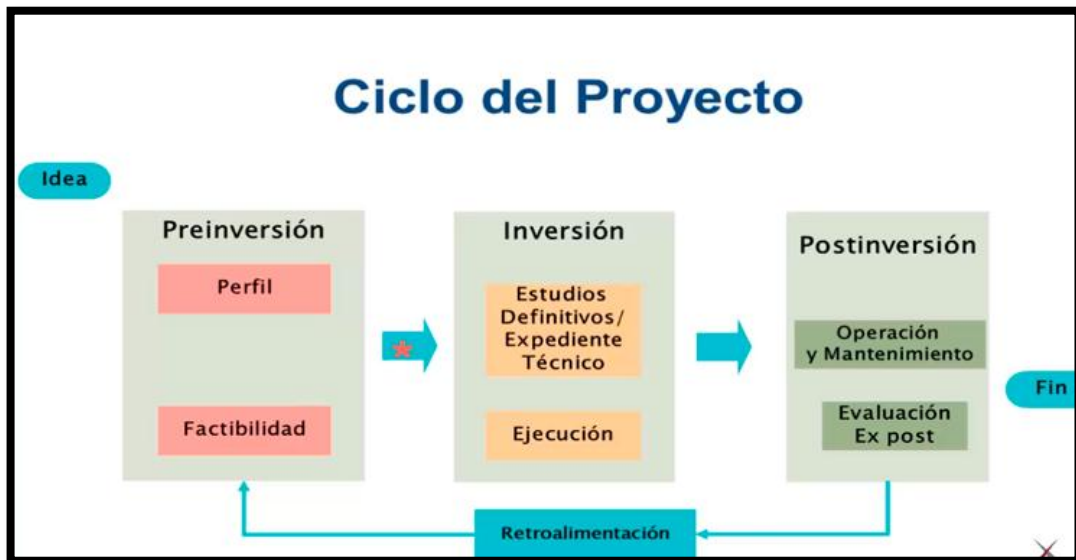 Ciclo del Proyecto
Idea
Preinversión
Perfil
Factibilidad
Inversión
Estudios
Definitivos/
Expediente
Técnico
Ejecución
Postinversión
Operación
y Mantenimiento
Evaluación
Ex post
Fin
Retroalimentación